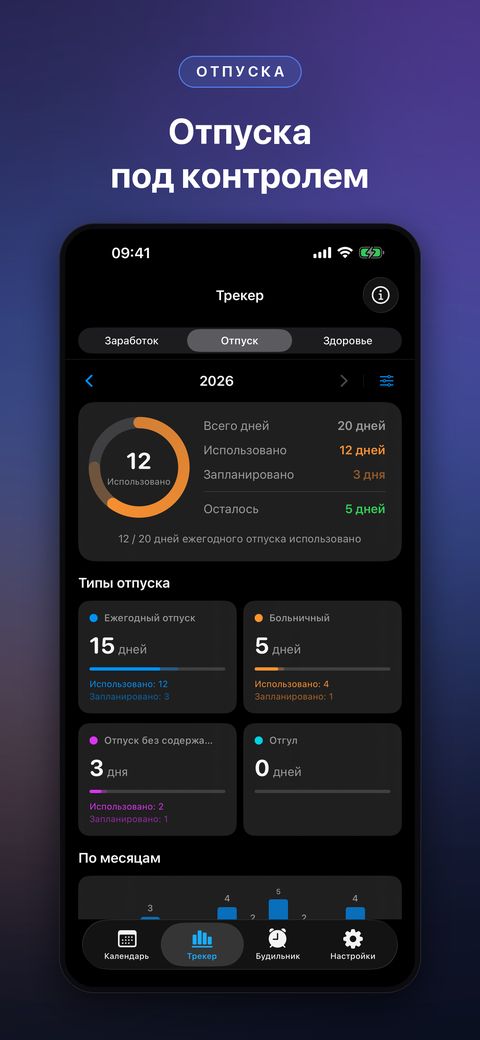 ОТПУСКА
Отпуска
под контролем
09:41
Трекер
Заработок Отпуск Здоровье
2026
12
Использовано
Всего дней 20 дней
Использовано 12 дней
Запланировано 3 дня
Осталось 5 дней
12 / 20 дней ежегодного отпуска использовано
Типы отпуска
Ежегодный отпуск
15 дней
Использовано: 12
Запланировано: 3
Больничный
5 дней
Использовано: 4
Запланировано: 1
Отпуск без содержа...
3 дня
Использовано: 2
Запланировано: 1
Отгул
0 дней
По месяцам
3 4 2 5 2 4
Календарь Трекер Будильник Настройки